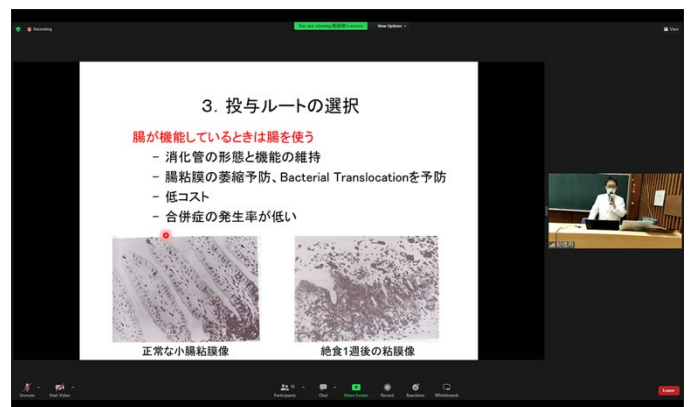 Recording
You are viewing
screen
View Options
View
3. 投与ルートの選択
腸が機能しているときは腸を使う
– 消化管の形態と機能の維持
– 腸粘膜の萎縮予防、Bacterial Translocationを予防
– 低コスト
– 合併症の発生率が低い
正常な小腸粘膜像
絶食1週後の粘膜像
Unmute
Start Video
Participants
Chat
Share Screen
Record
Reactions
Whiteboards
Leave